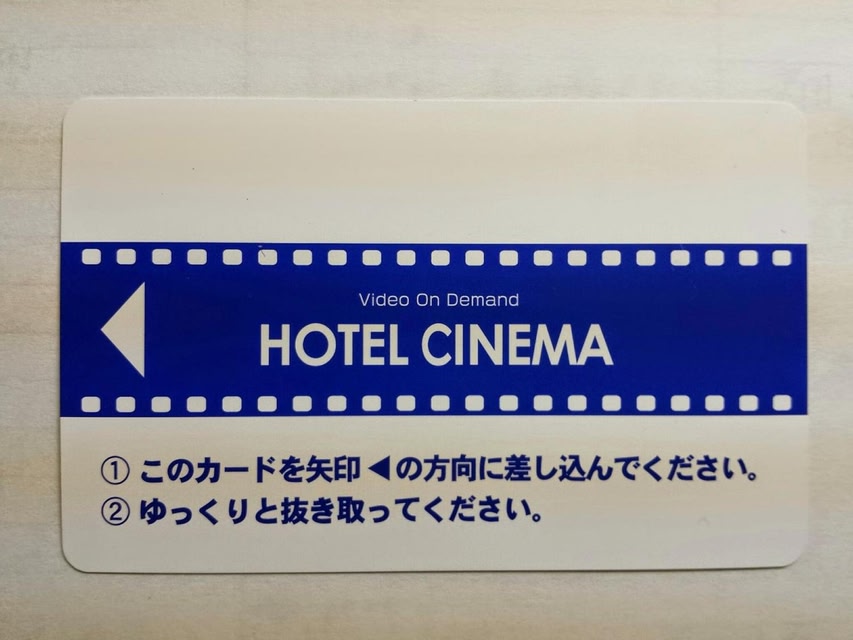 Video On Demand
HOTEL CINEMA
① このカードを矢印◀の方向に差し込んでください。
② ゆっくりと抜き取ってください。